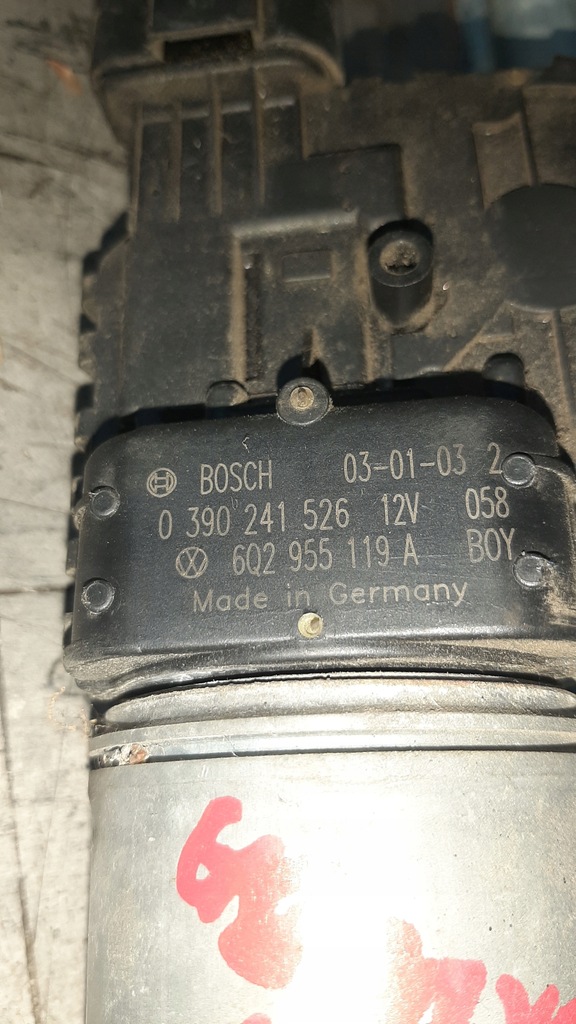 BOSCH 03-01-03 2
0 390 241 526 12V 058
6Q2 955 119 A BOY
Made in Germany